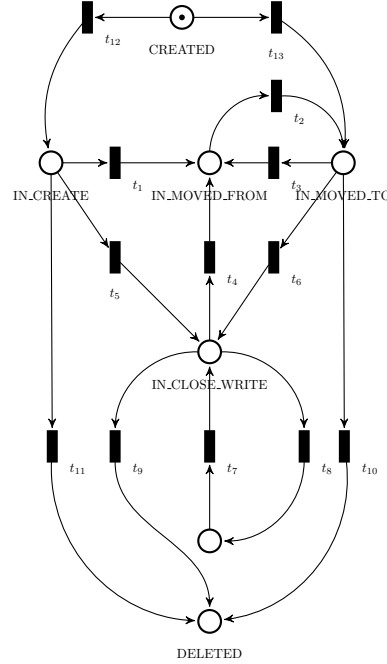 t12
t13
CREATED
t2
IN_CREATE
t1
IN_MOVED_FROM
t3
IN_MOVED_TO
t5
t4
t6
IN_CLOSE_WRITE
t11
t9
t7
t8
t10
DELETED